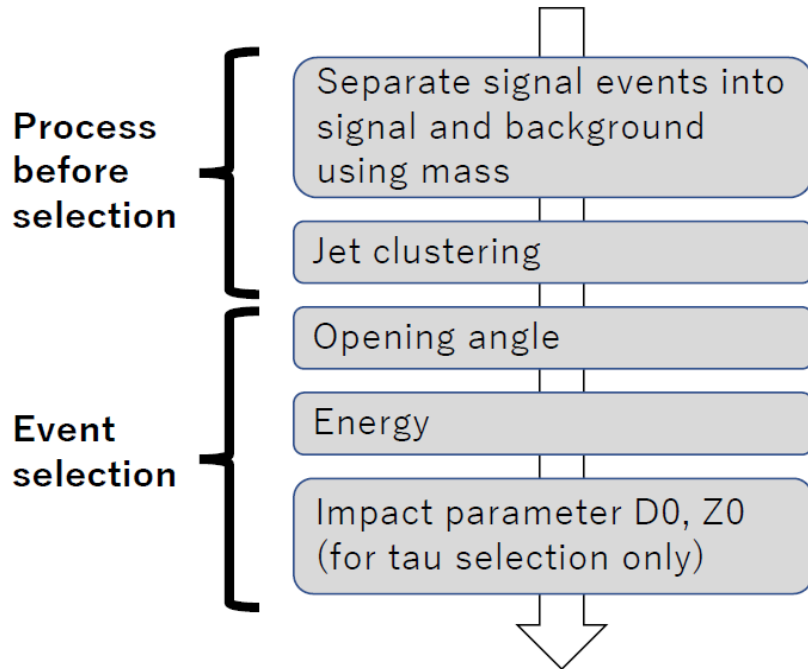 Process
before
selection
Separate signal events into
signal and background
using mass
Jet clustering
Event
selection
Opening angle
Energy
Impact parameter D0, Z0
(for tau selection only)